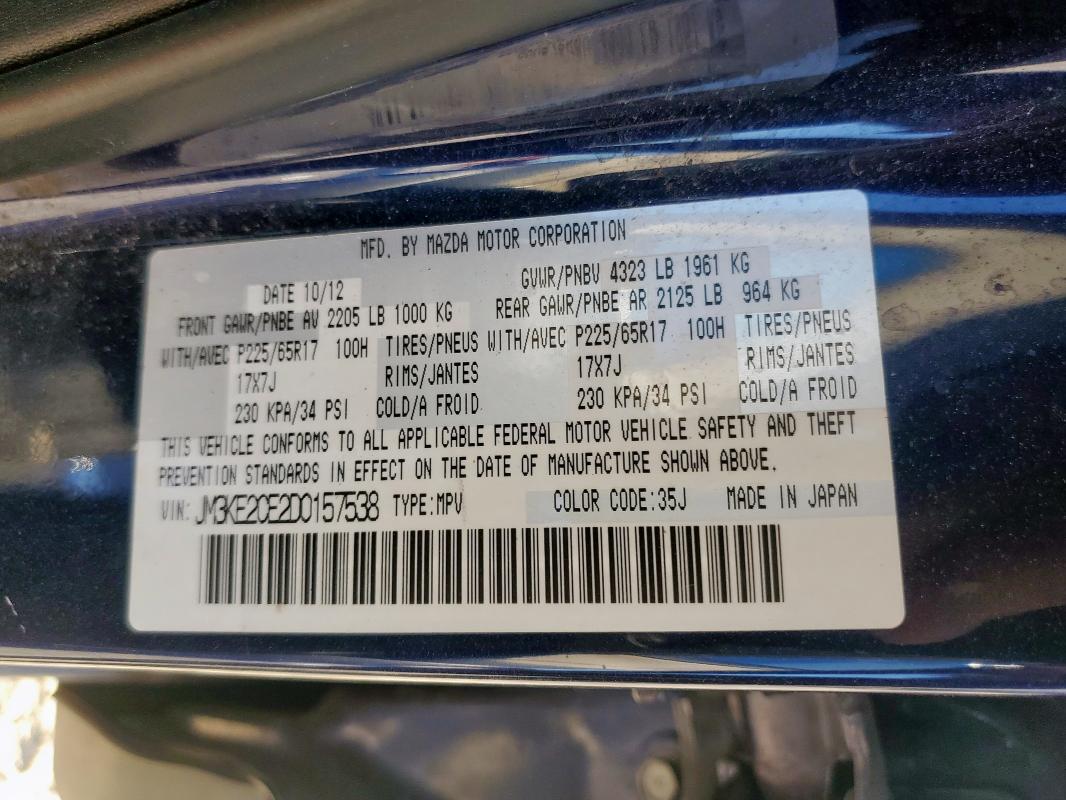 MFD. BY MAZDA MOTOR CORPORATION
DATE 10/12 GVWR/PNBV 4323 LB 1961 KG
FRONT GAWR/PNBE AV 2205 LB 1000 KG REAR GAWR/PNBE AR 2125 LB 964 KG
WITH/AVEC P225/65R17 100H TIRES/PNEUS WITH/AVEC P225/65R17 100H TIRES/PNEUS
17X7J RIMS/JANTES 17X7J RIMS/JANTES
230 KPA/34 PSI COLD/A FROID 230 KPA/34 PSI COLD/A FROID
THIS VEHICLE CONFORMS TO ALL APPLICABLE FEDERAL MOTOR VEHICLE SAFETY AND THEFT
PREVENTION STANDARDS IN EFFECT ON THE DATE OF MANUFACTURE SHOWN ABOVE.
VIN: JM3KE2CE2D0157538 TYPE:MPV COLOR CODE:35J MADE IN JAPAN